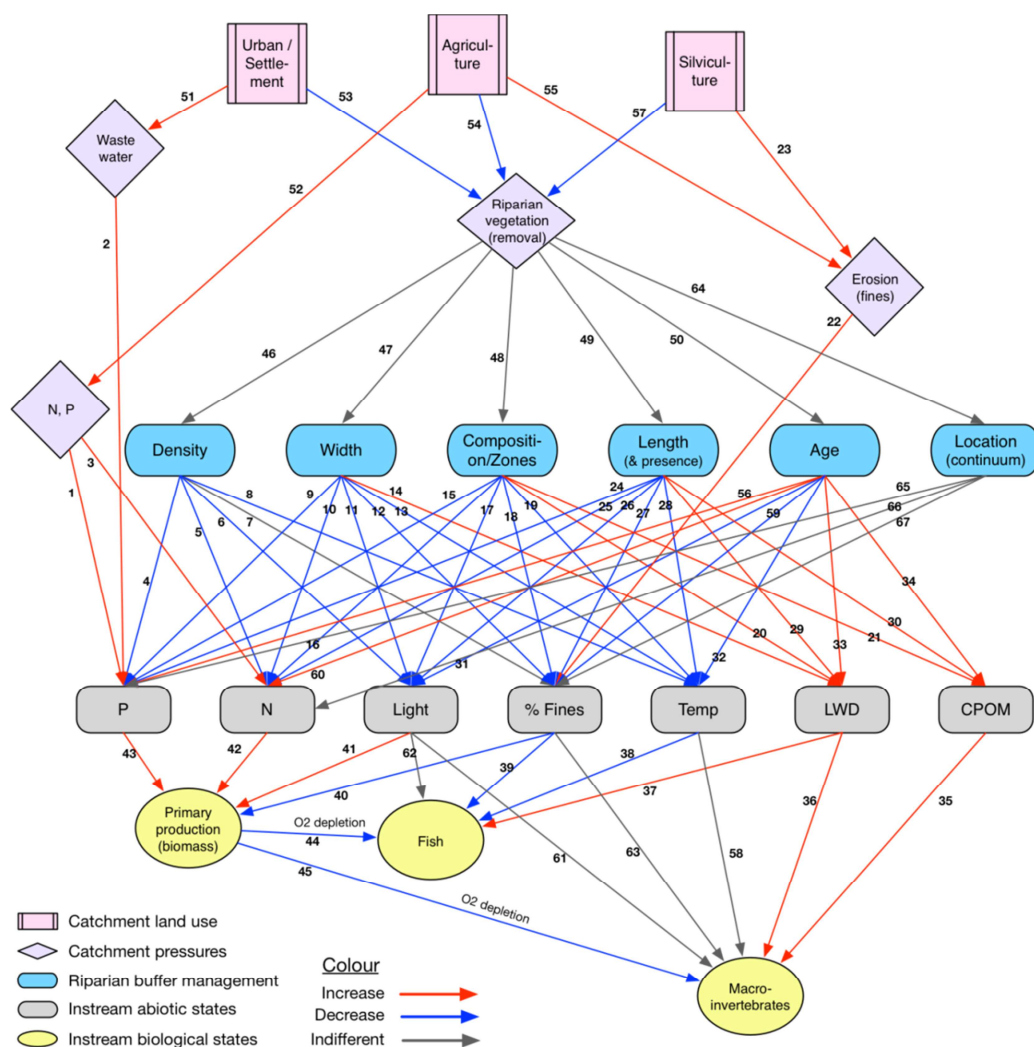 Urban /
Settle-
ment
Agricul-
ture
Silvicul-
ture
51
53
54
55
57
23
Waste
water
52
2
Riparian
vegetation
(removal)
Erosion
(fines)
64
22
46
47
48
49
50
N, P
3
1
Density
Width
Compositi-
on/Zones
Length
(& presence)
Age
Location
(continuum)
8
9
14
15
24
56
65
5
6
7
10
11
12
13
17
18
19
25
26
27
28
59
66
67
4
34
16
60
31
32
20
29
33
21
30
P
N
Light
% Fines
Temp
LWD
CPOM
43
42
41
62
39
38
40
37
36
35
Primary
production
(biomass)
O2 depletion
44
Fish
45
61
63
58
O2 depletion
Macro-
invertebrates
Catchment land use
Catchment pressures
Riparian buffer management
Instream abiotic states
Instream biological states
Colour
Increase
Decrease
Indifferent